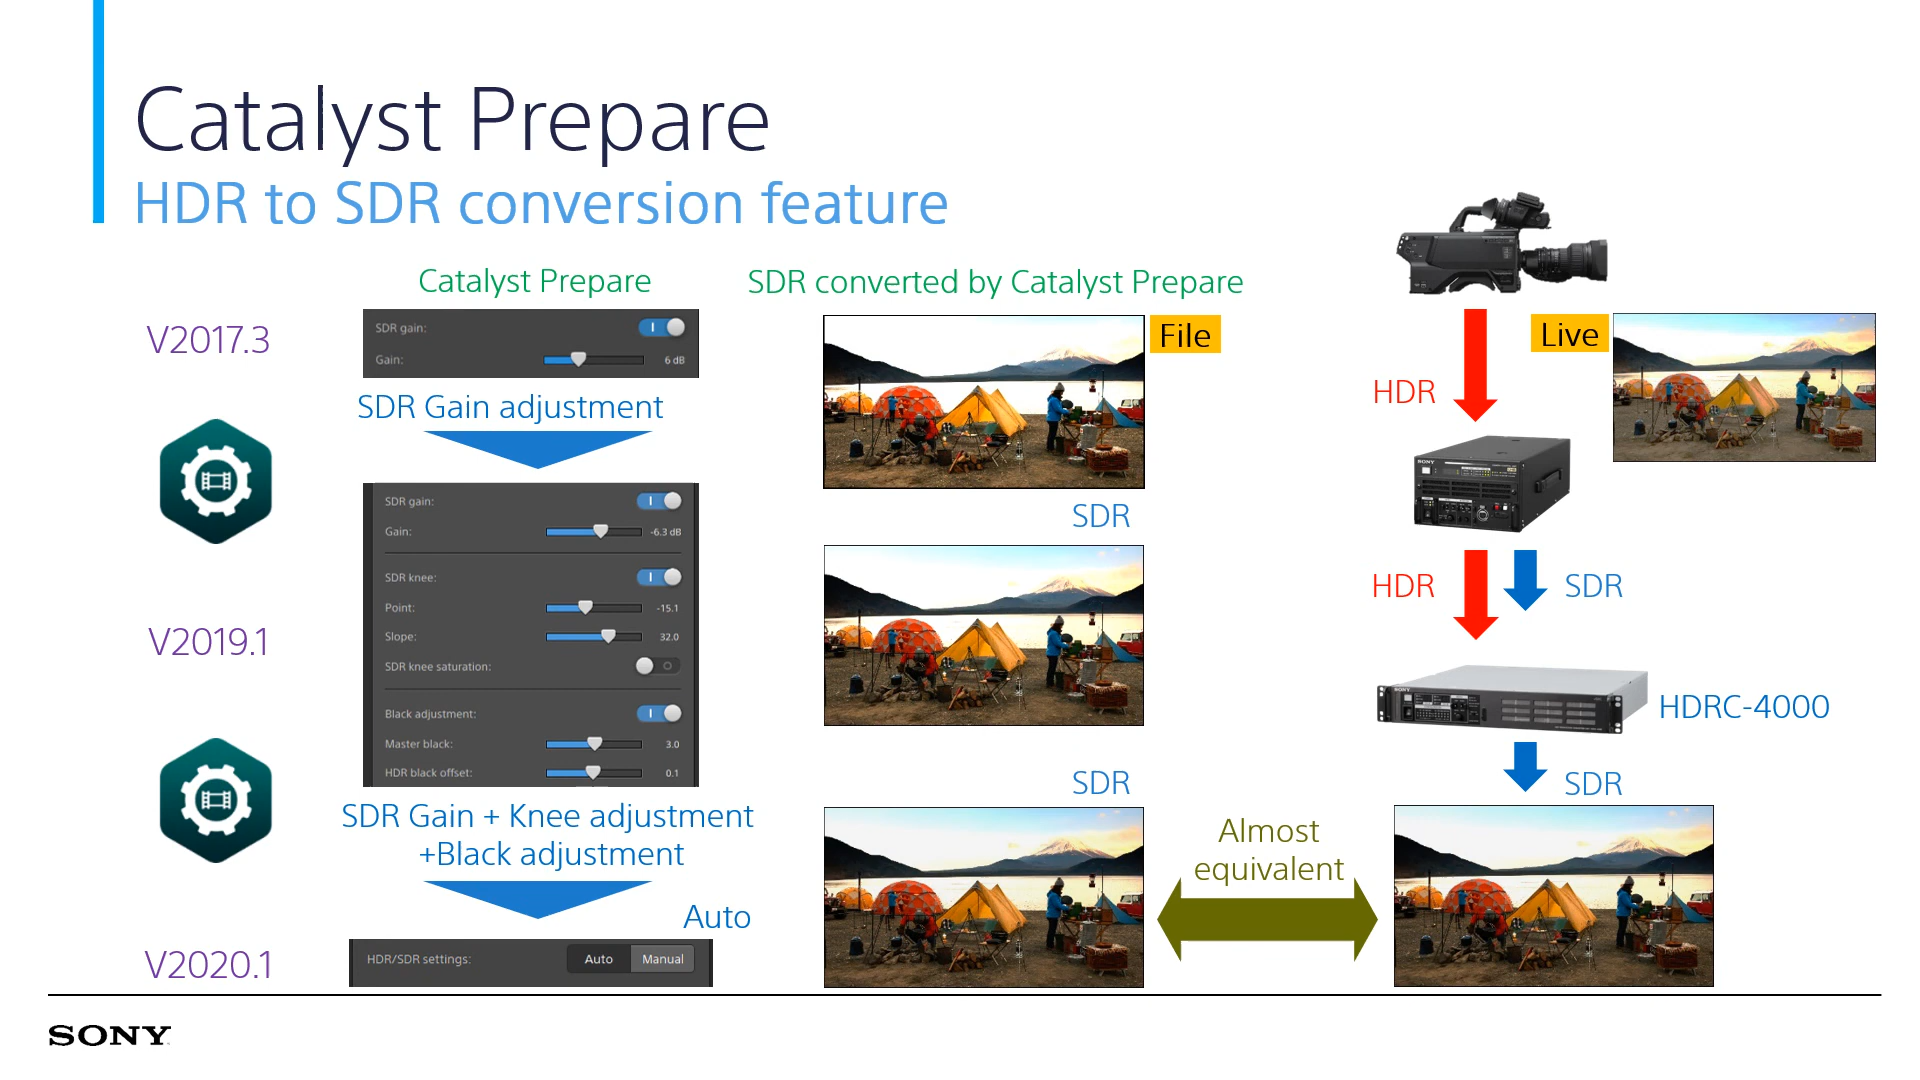 Catalyst Prepare
HDR to SDR conversion feature
Catalyst Prepare
SDR converted by Catalyst Prepare
V2017.3
SDR gain:
Gain: 6 dB
SDR Gain adjustment
File
SDR
V2019.1
SDR gain:
Gain: -6.3 dB
SDR knee:
Point: -15.1
Slope: 32.0
SDR knee saturation:
Black adjustment:
Master black: 3.0
HDR black offset: 0.1
SDR Gain + Knee adjustment
+Black adjustment
SDR
Auto
V2020.1
HDR/SDR settings: Auto Manual
Almost
equivalent
Live
HDR
SONY
HDR
SDR
SONY
HDRC-4000
SDR
SONY